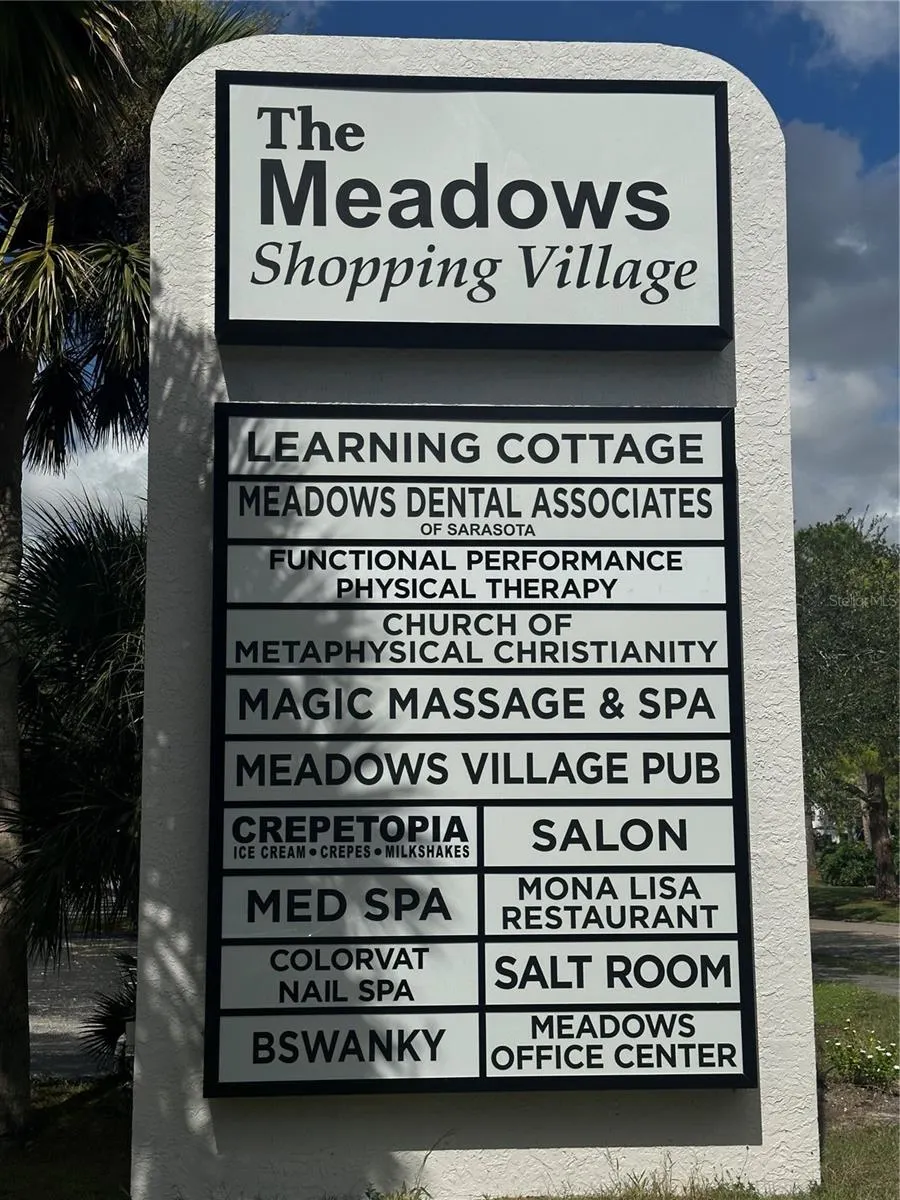 The
Meadows
Shopping Village
LEARNING COTTAGE
MEADOWS DENTAL ASSOCIATES
OF SARASOTA
FUNCTIONAL PERFORMANCE
PHYSICAL THERAPY
CHURCH OF
METAPHYSICAL CHRISTIANITY
MAGIC MASSAGE & SPA
MEADOWS VILLAGE PUB
CREPETOPIA
ICE CREAM • CREPES • MILKSHAKES
SALON
MED SPA
MONA LISA
RESTAURANT
COLORVAT
NAIL SPA
SALT ROOM
BSWANKY
MEADOWS
OFFICE CENTER
StellarMLS